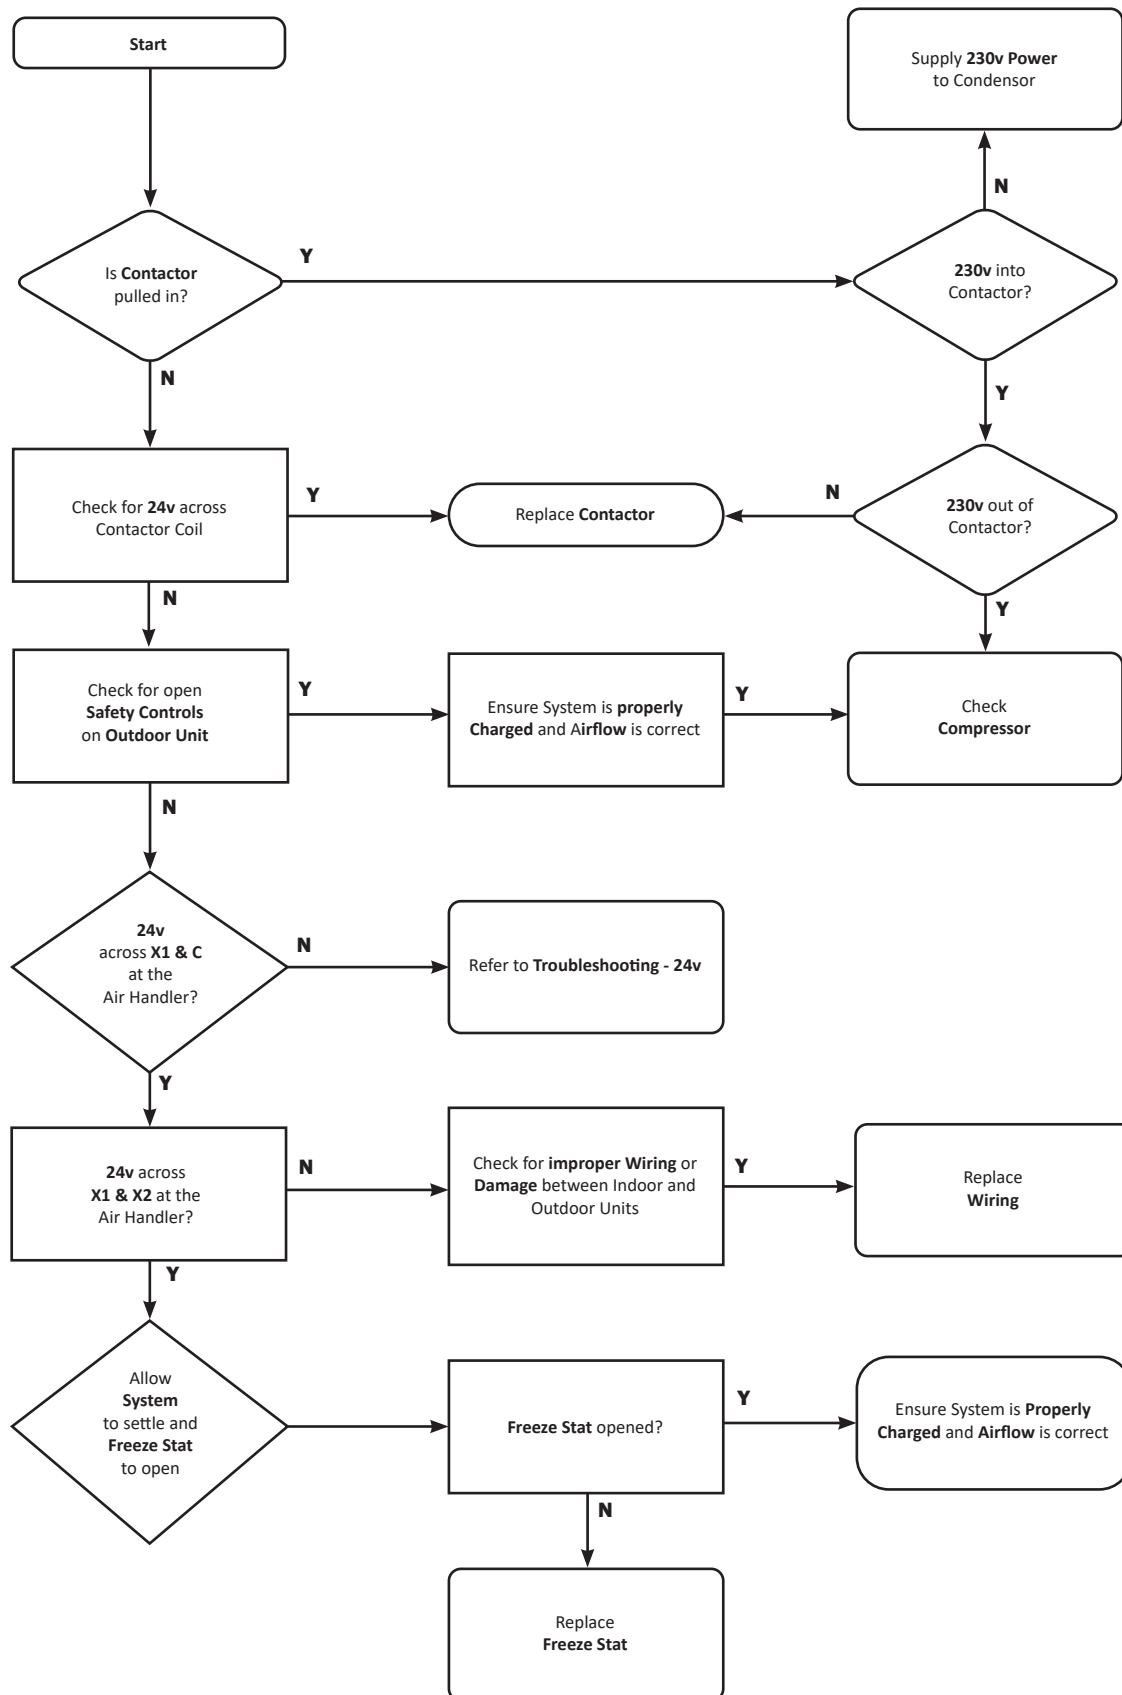 Start
Supply 230v Power
to Condensor
N
Is Contactor
pulled in?
Y
230v into
Contactor?
N
Y
Check for 24v across
Contactor Coil
Y
Replace Contactor
N
230v out of
Contactor?
N
Y
Check for open
Safety Controls
on Outdoor Unit
Y
Ensure System is properly
Charged and Airflow is correct
Y
Check
Compressor
N
24v
across X1 & C
at the
Air Handler?
N
Refer to Troubleshooting - 24v
Y
24v across
X1 & X2 at the
Air Handler?
N
Check for improper Wiring or
Damage between Indoor and
Outdoor Units
Y
Replace
Wiring
Y
Allow
System
to settle and
Freeze Stat
to open
Freeze Stat opened?
Y
Ensure System is Properly
Charged and Airflow is correct
N
Replace
Freeze Stat